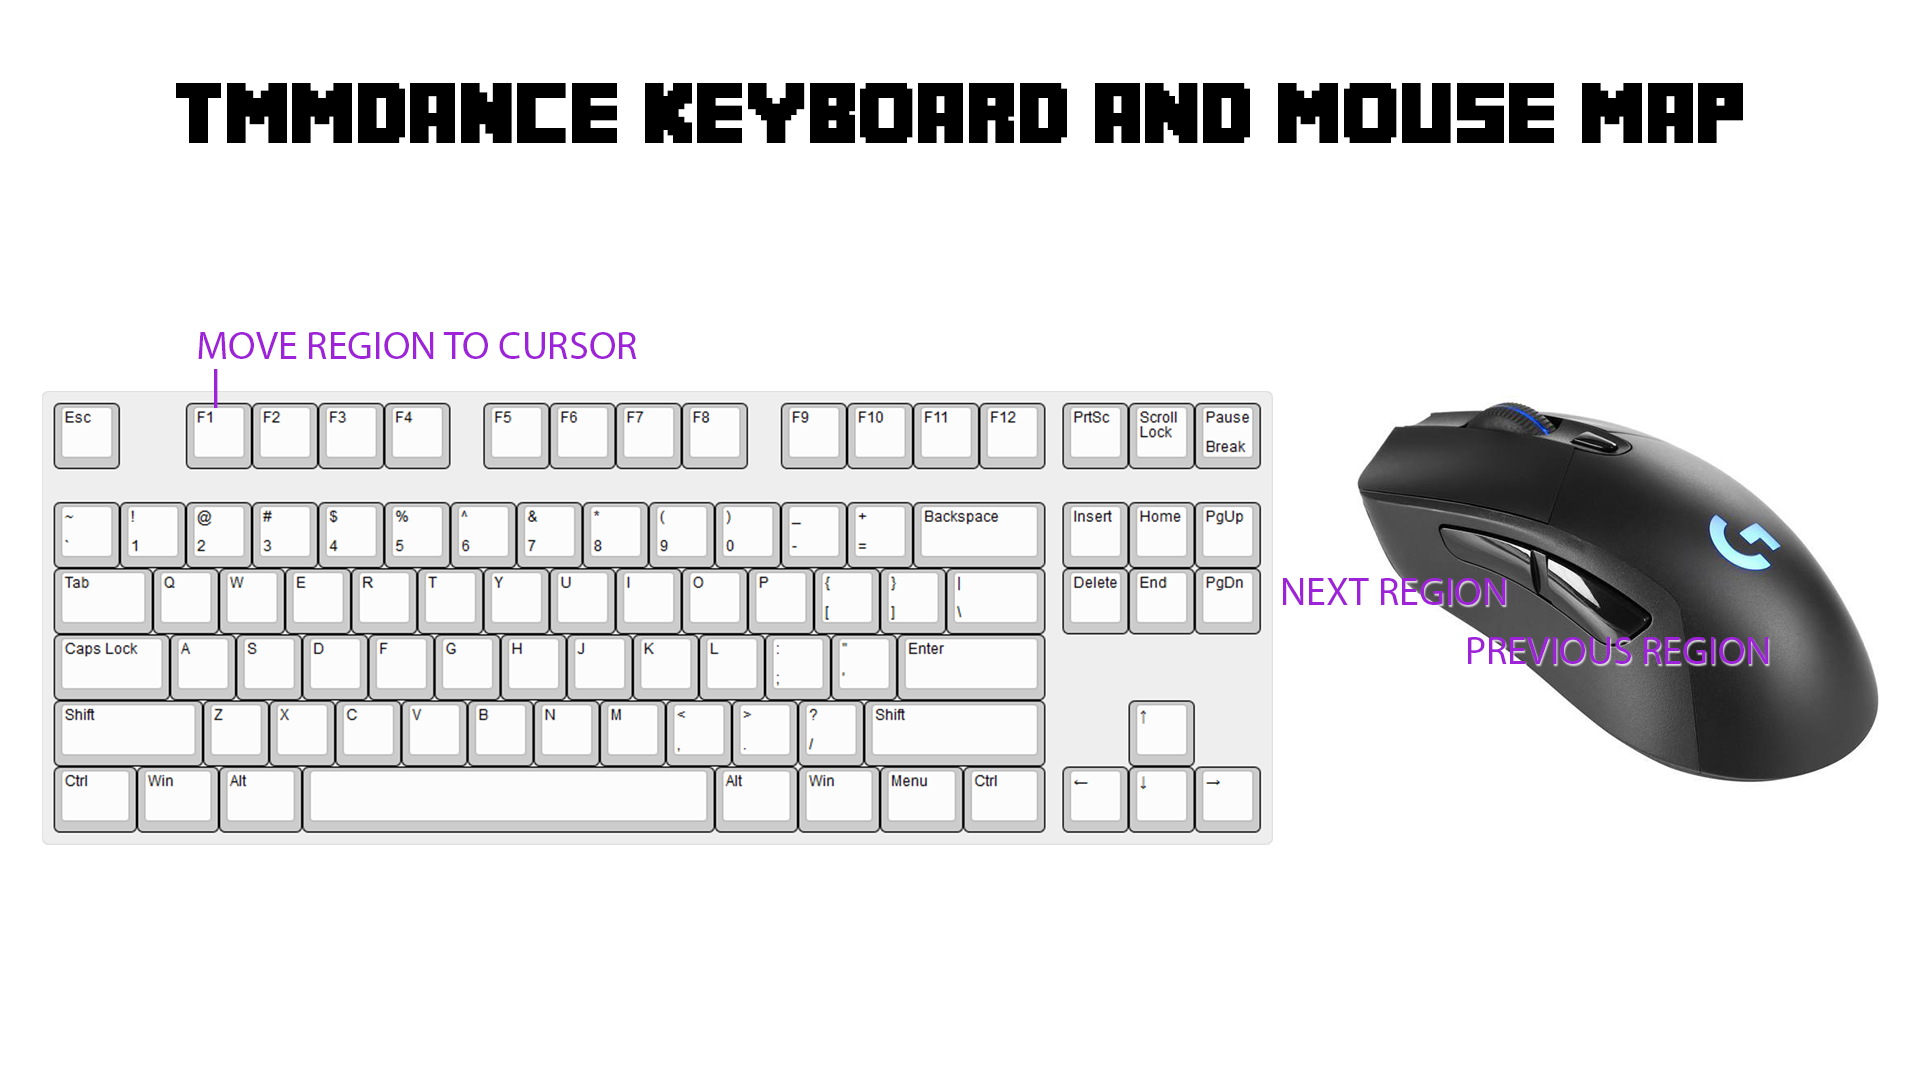 TMMDANCE KEYBOARD AND MOUSE MAP
MOVE REGION TO CURSOR
Esc F1 F2 F3 F4 F5 F6 F7 F8 F9 F10 F11 F12 PrtSc Scroll Lock Pause Break
~ ` ! 1 @ 2 # 3 $ 4 % 5 ^ 6 & 7 * 8 ( 9 ) 0 _ - + = Backspace Insert Home PgUp
Tab Q W E R T Y U I O P { [ } ] | \ Delete End PgDn
NEXT REGION
Caps Lock A S D F G H J K L : ; " ' Enter
PREVIOUS REGION
Shift Z X C V B N M < , > . ? / Shift ↑
Ctrl Win Alt Alt Win Menu Ctrl ← ↓ →